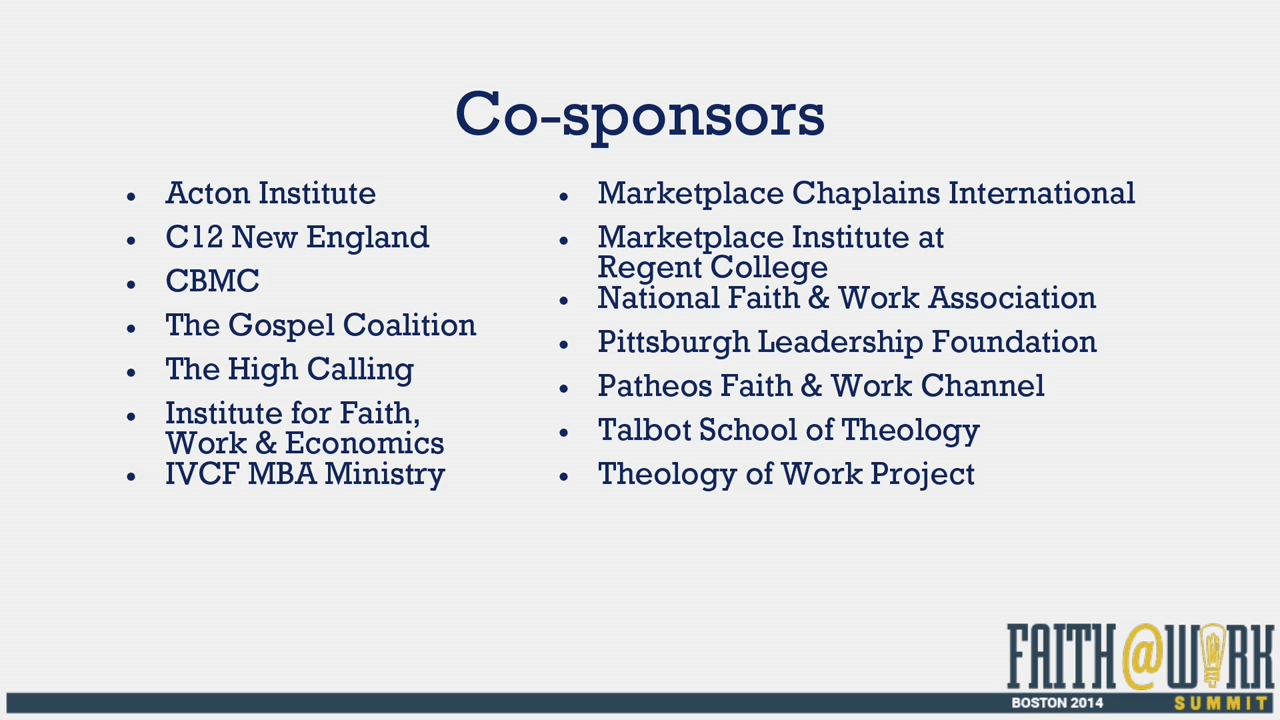 Co-sponsors
• Acton Institute
• C12 New England
• CBMC
• The Gospel Coalition
• The High Calling
• Institute for Faith,
Work & Economics
• IVCF MBA Ministry
• Marketplace Chaplains International
• Marketplace Institute at
Regent College
• National Faith & Work Association
• Pittsburgh Leadership Foundation
• Patheos Faith & Work Channel
• Talbot School of Theology
• Theology of Work Project
FAITH@WORK
BOSTON 2014 SUMMIT